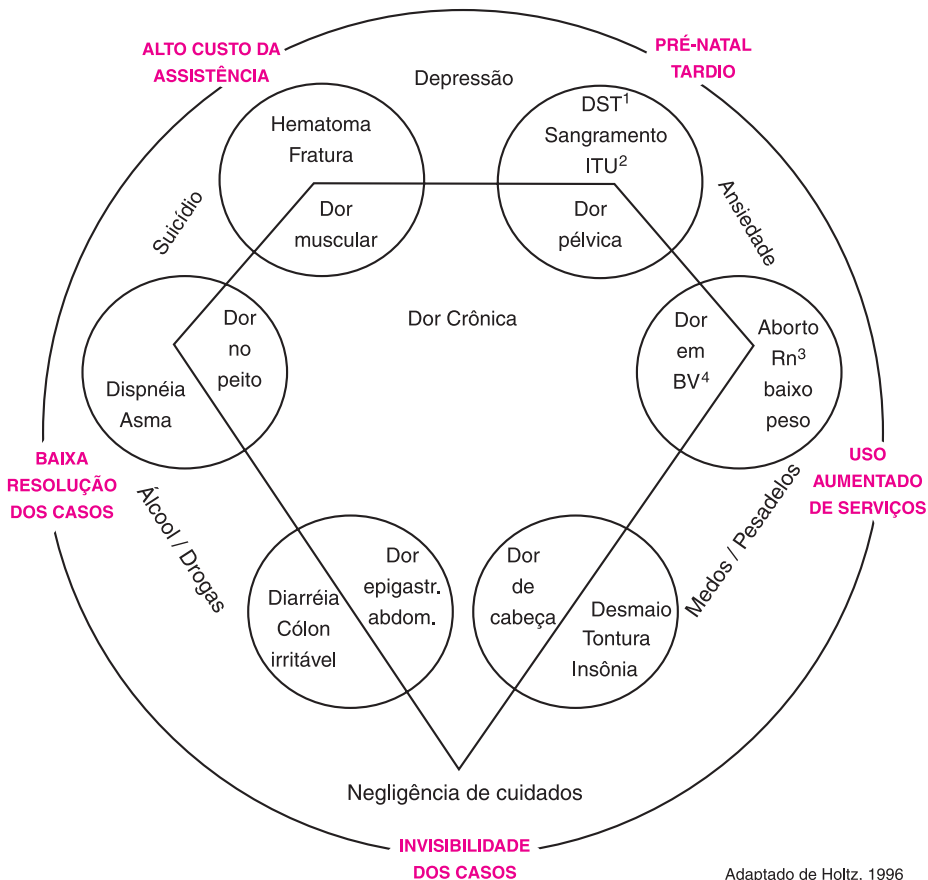 ALTO CUSTO DA
ASSISTÊNCIA
PRÉ-NATAL
TARDIO
Depressão
Hematoma
Fratura
Dor
muscular
DST¹
Sangramento
ITU²
Dor
pélvica
Suicídio
Ansiedade
Dor Crônica
Dor
no
peito
Dispnéia
Asma
Dor
em
BV⁴
Aborto
Rn³
baixo
peso
BAIXA
RESOLUÇÃO
DOS CASOS
USO
AUMENTADO
DE SERVIÇOS
Álcool / Drogas
Medos / Pesadelos
Dor
epigastr.
abdom.
Diarréia
Cólon
irritável
Dor
de
cabeça
Desmaio
Tontura
Insônia
Negligência de cuidados
INVISIBILIDADE
DOS CASOS
Adaptado de Holtz, 1996